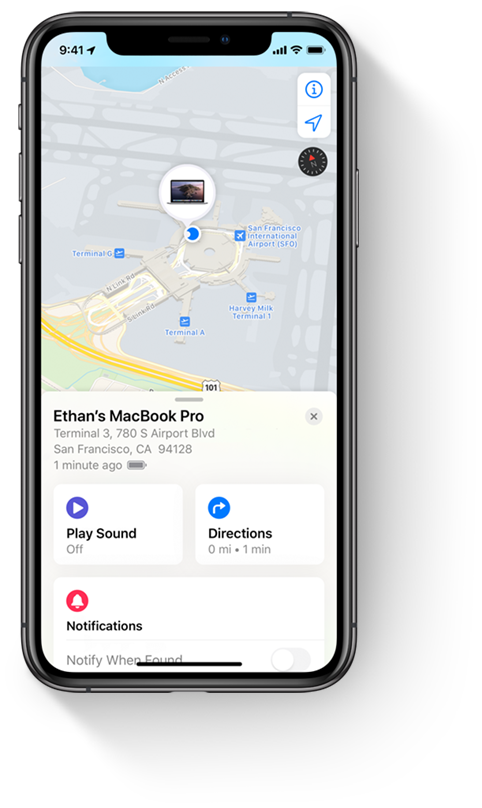 9:41
N Access
San Francisco
International
Airport (SFO)
Terminal G
N Link Rd
S Link Rd
Harvey Milk
Terminal 1
Terminal A
101
Ethan's MacBook Pro
Terminal 3, 780 S Airport Blvd
San Francisco, CA 94128
1 minute ago
Play Sound
Off
Directions
0 mi • 1 min
Notifications
Notify When Found